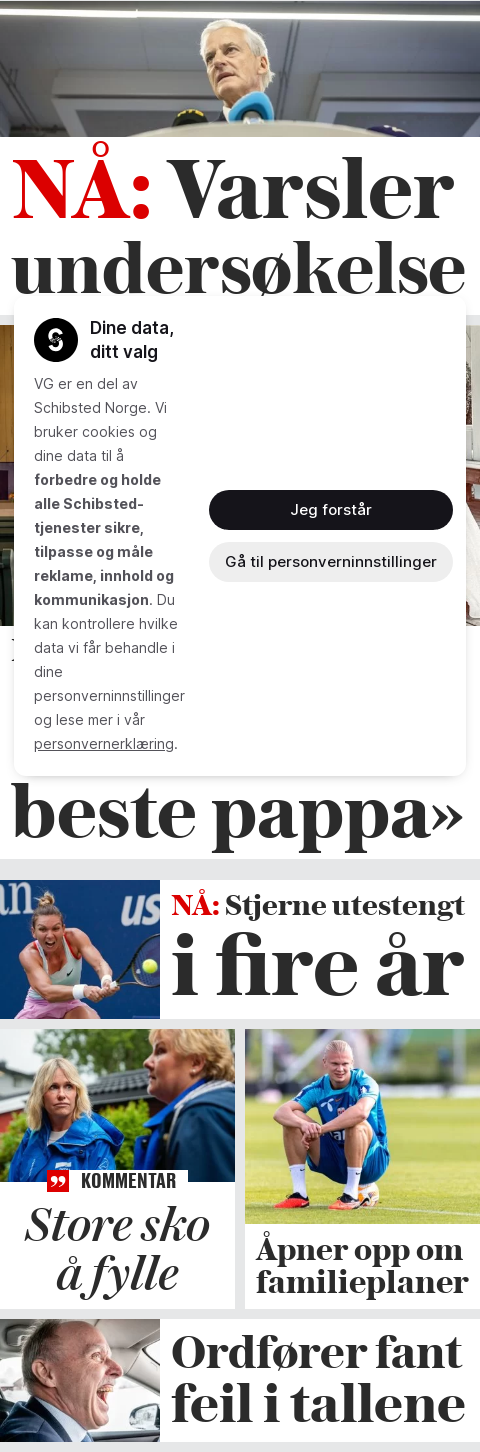 NÅ: Varsler
undersøkelse
Dine data,
ditt valg
VG er en del av
Schibsted Norge. Vi
bruker cookies og
dine data til å
forbedre og holde
alle Schibsted-
tjenester sikre,
tilpasse og måle
reklame, innhold og
kommunikasjon. Du
kan kontrollere hvilke
data vi får behandle i
dine
personverninnstillinger
og lese mer i vår
personvernerklæring.
Jeg forstår
Gå til personverninnstillinger
beste pappa»
NÅ: Stjerne utestengt
i fire år
KOMMENTAR
Store sko
å fylle
Åpner opp om
familieplaner
Ordfører fant
feil i tallene